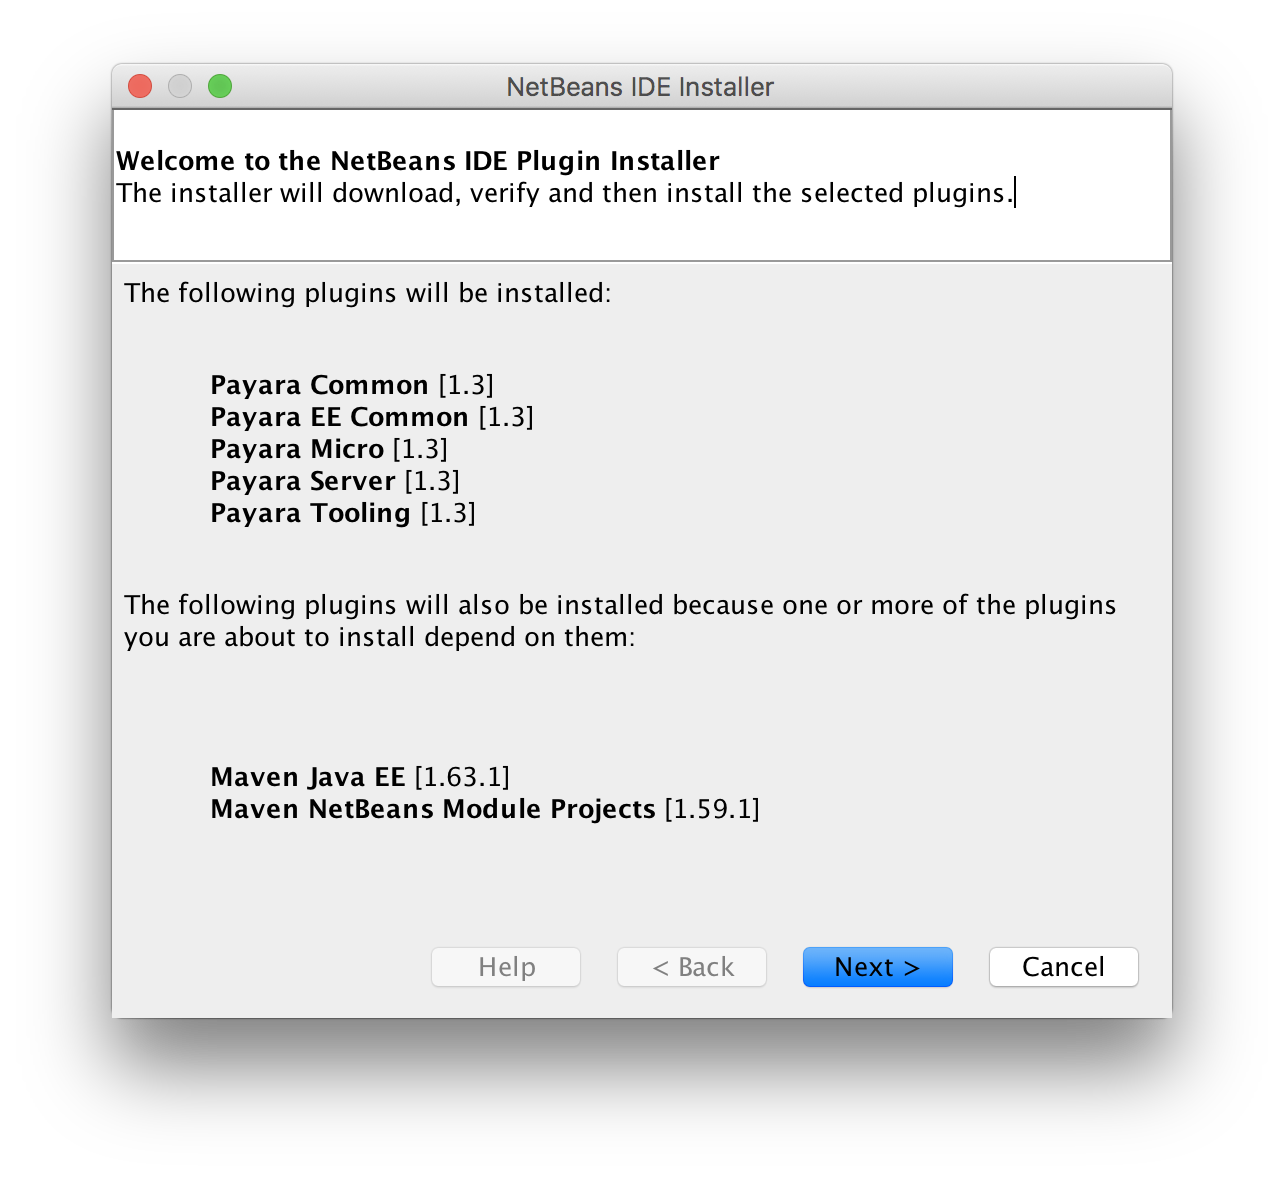 NetBeans IDE Installer
Welcome to the NetBeans IDE Plugin Installer
The installer will download, verify and then install the selected plugins.
The following plugins will be installed:
Payara Common [1.3]
Payara EE Common [1.3]
Payara Micro [1.3]
Payara Server [1.3]
Payara Tooling [1.3]
The following plugins will also be installed because one or more of the plugins
you are about to install depend on them:
Maven Java EE [1.63.1]
Maven NetBeans Module Projects [1.59.1]
Help
< Back
Next >
Cancel